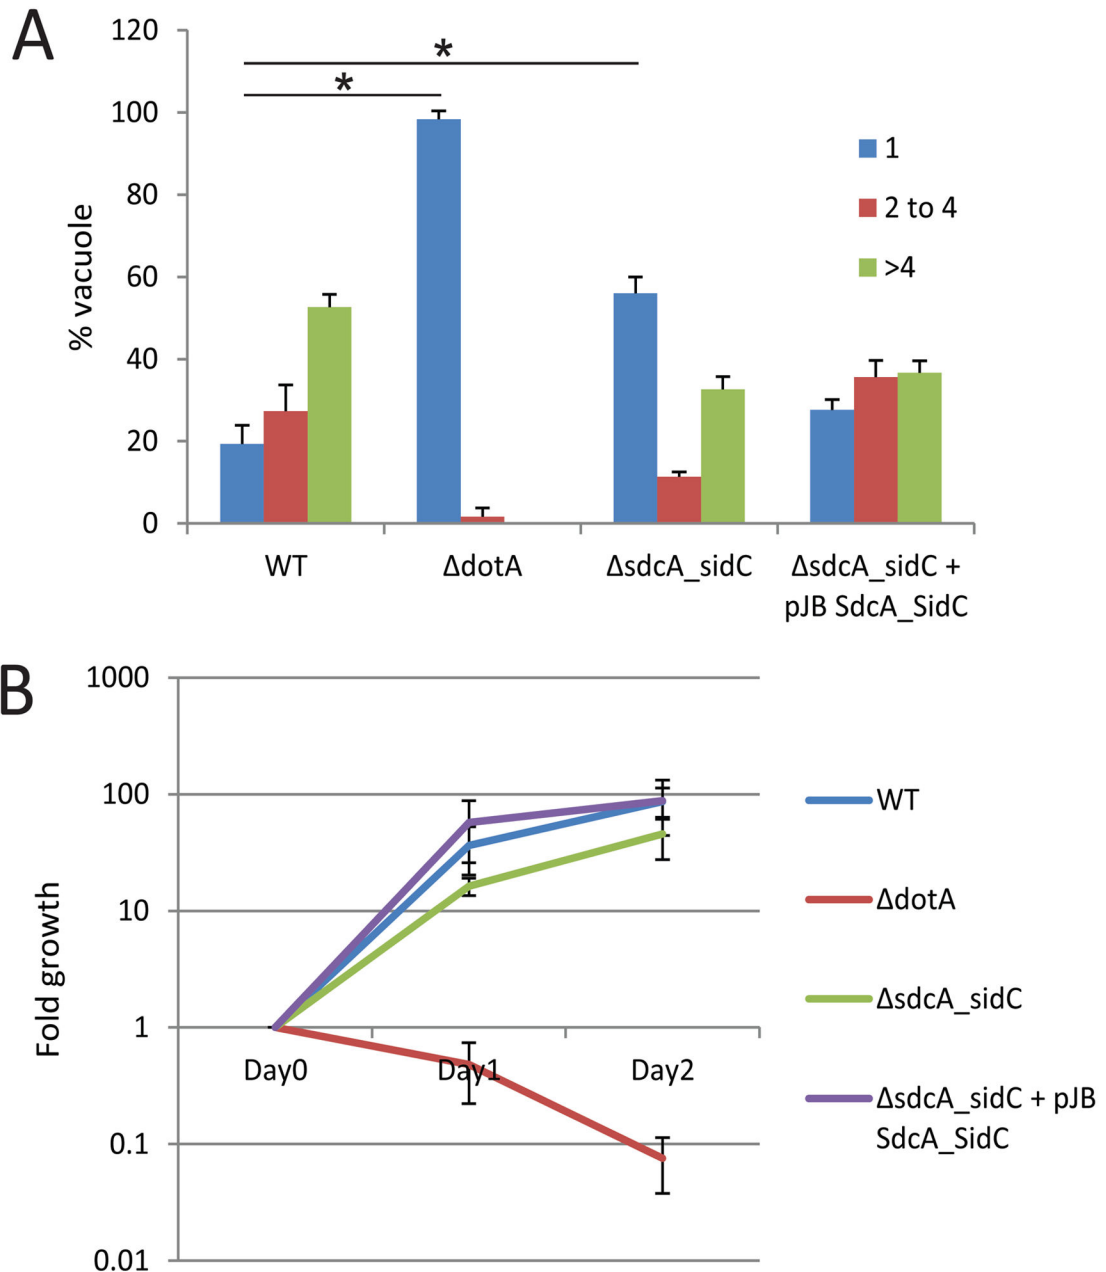 A
120
100
80
60
40
20
0
% vacuole
*
*
1
2 to 4
>4
WT
ΔdotA
ΔsdcA_sidC
ΔsdcA_sidC +
pJB SdcA_SidC
B
1000
100
10
1
0.1
0.01
Fold growth
Day0
Day1
Day2
WT
ΔdotA
ΔsdcA_sidC
ΔsdcA_sidC + pJB
SdcA_SidC